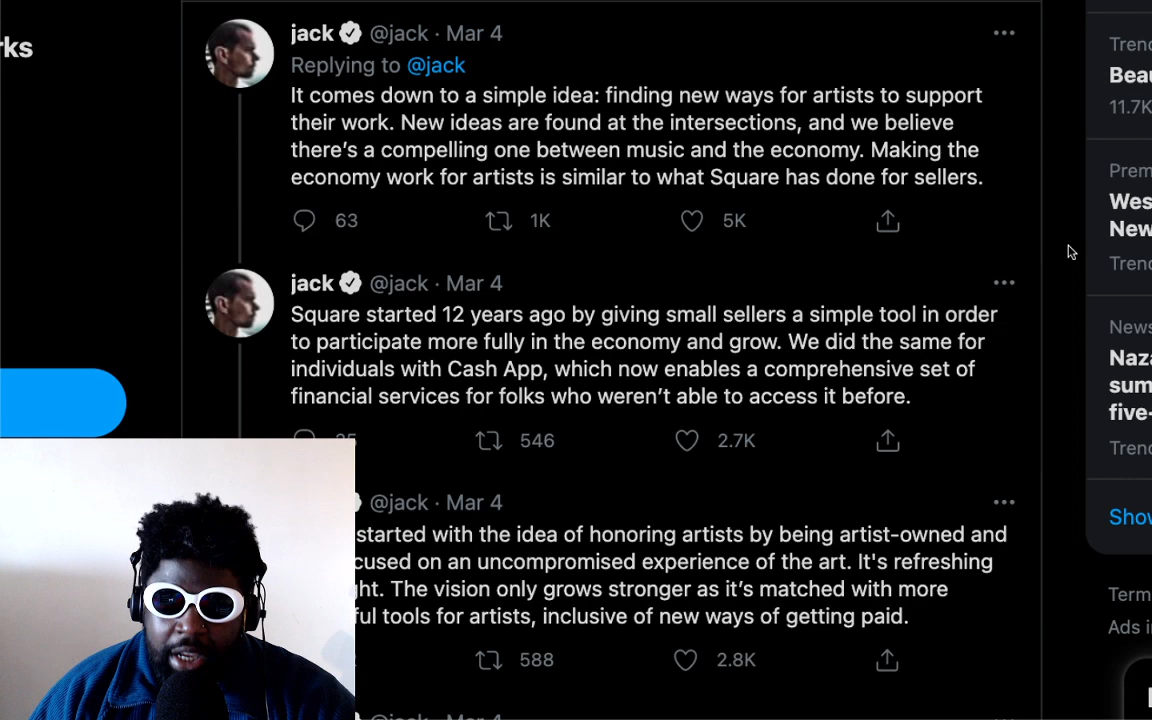 rks
jack @jack · Mar 4
Replying to @jack
It comes down to a simple idea: finding new ways for artists to support
their work. New ideas are found at the intersections, and we believe
there's a compelling one between music and the economy. Making the
economy work for artists is similar to what Square has done for sellers.
63 1K 5K
jack @jack · Mar 4
Square started 12 years ago by giving small sellers a simple tool in order
to participate more fully in the economy and grow. We did the same for
individuals with Cash App, which now enables a comprehensive set of
financial services for folks who weren't able to access it before.
546 2.7K
@jack · Mar 4
started with the idea of honoring artists by being artist-owned and
cused on an uncompromised experience of the art. It's refreshing
ht. The vision only grows stronger as it's matched with more
ful tools for artists, inclusive of new ways of getting paid.
588 2.8K
@jack · Mar 4
Trend
Beau
11.7K
Prem
Wes
New
Trend
News
Naza
sum
five-
Trend
Show
Term
Ads i